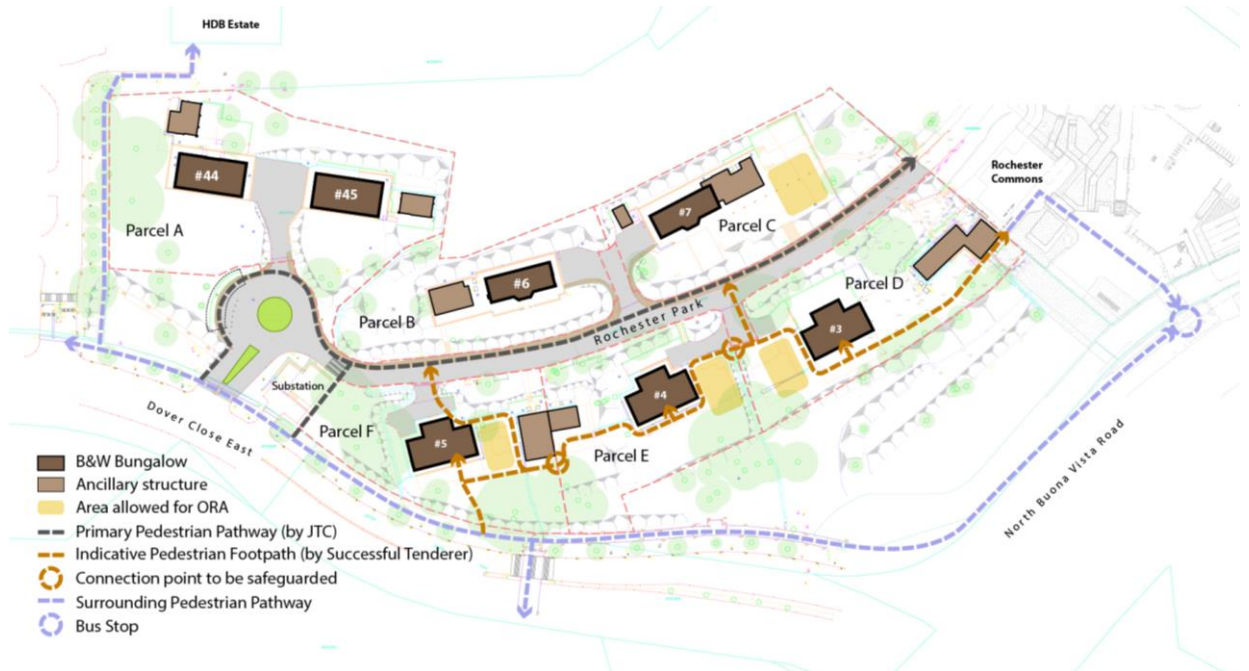 HDB Estate
#44
#45
Parcel A
#7
Parcel C
Rochester
Commons
#6
Parcel B
Rochester Park
Parcel D
#3
Substation
#4
Dover Close East
Parcel F
#5
Parcel E
North Buona Vista Road
B&W Bungalow
Ancillary structure
Area allowed for ORA
Primary Pedestrian Pathway (by JTC)
Indicative Pedestrian Footpath (by Successful Tenderer)
Connection point to be safeguarded
Surrounding Pedestrian Pathway
Bus Stop